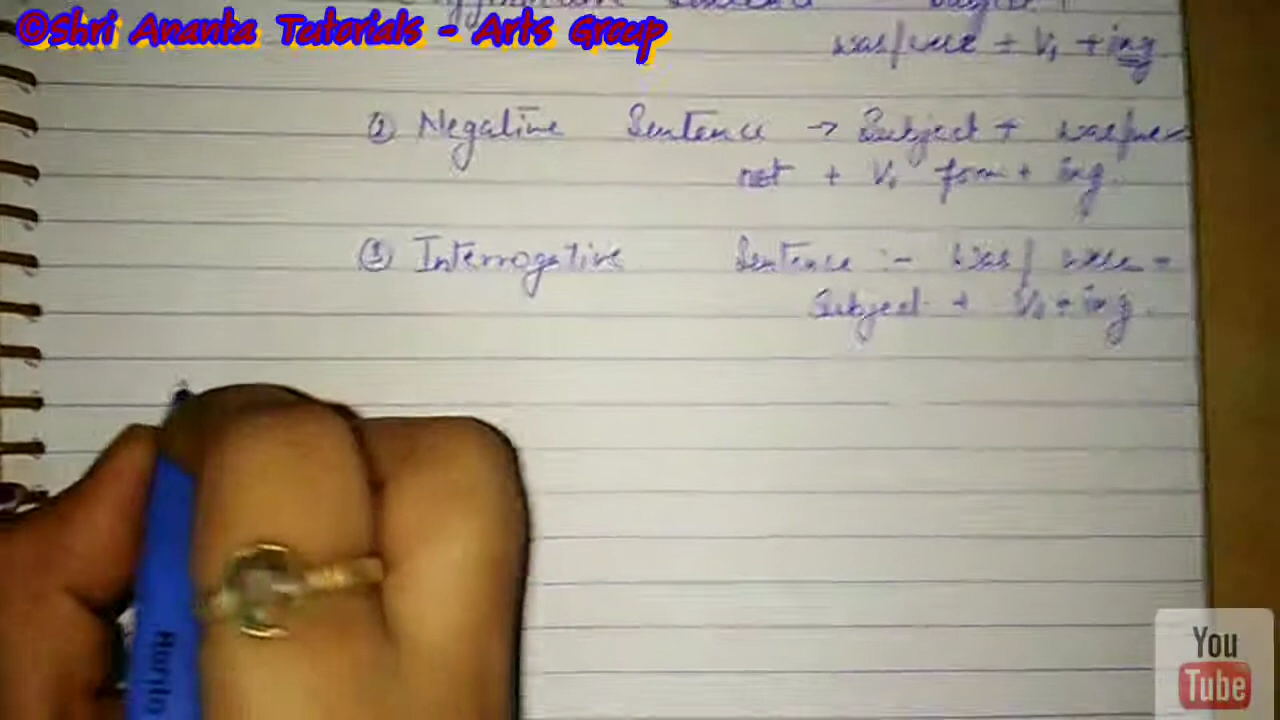 ©Shri Ananta Tutorials - Arts Group
Sentence
was/were + V1 + ing
② Negative Sentence → Subject + was/were
not + V1 form + ing.
③ Interrogative Sentence :- Was/ were -
Subject + V1 + ing.
You
Tube